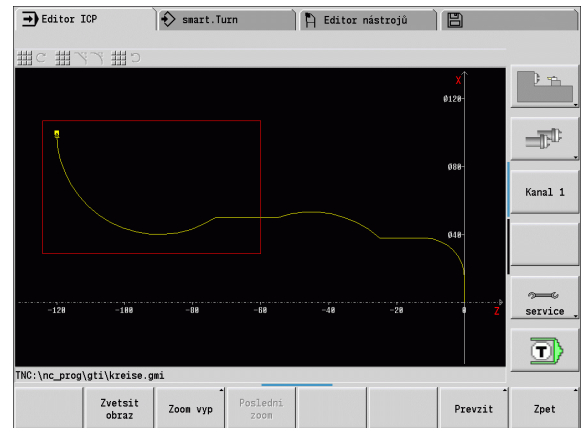 Editor ICP
smart.Turn
Editor nástrojů
X
Ø120
Ø80
Ø40
-120
-100
-80
-60
-40
-20
0
Z
Kanal 1
service
T
TNC:\nc_prog\gti\kreise.gmi
Zvetsit
obraz
Zoom vyp
Posledni
zoom
Prevzit
Zpet